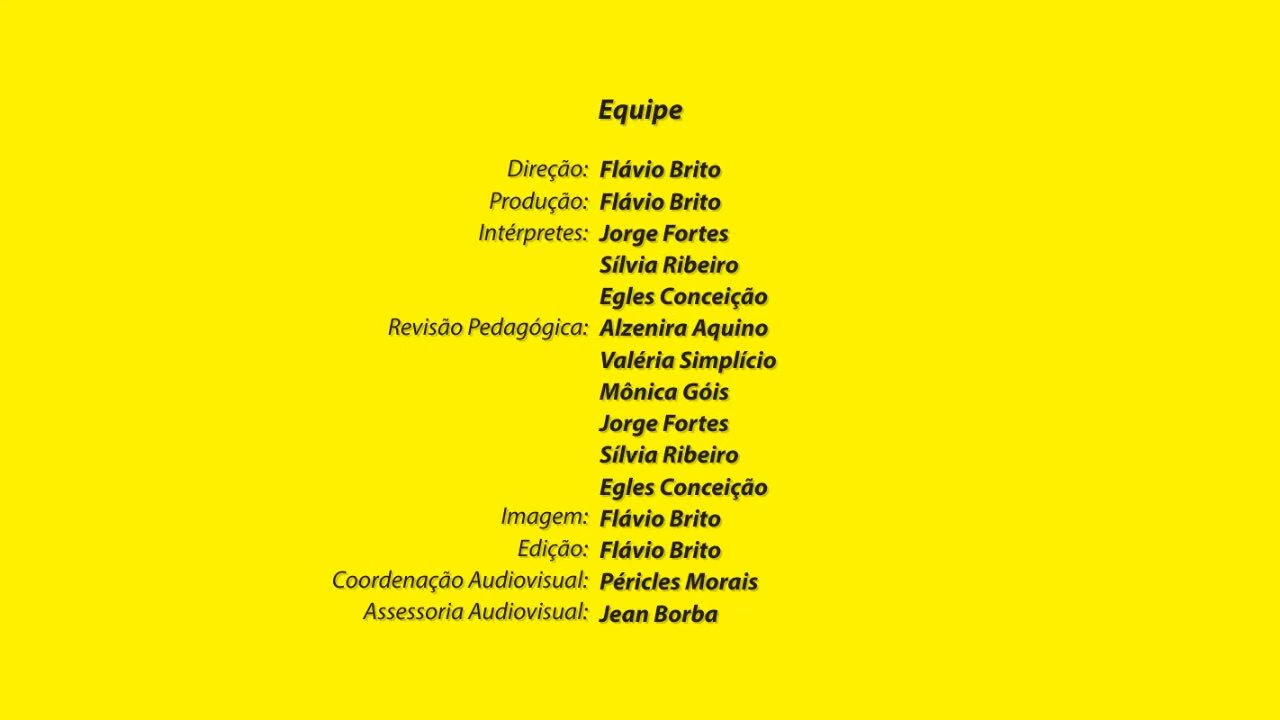 Equipe
Direção: Flávio Brito
Produção: Flávio Brito
Intérpretes: Jorge Fortes
Sílvia Ribeiro
Egles Conceição
Revisão Pedagógica: Alzenira Aquino
Valéria Simplício
Mônica Góis
Jorge Fortes
Sílvia Ribeiro
Egles Conceição
Imagem: Flávio Brito
Edição: Flávio Brito
Coordenação Audiovisual: Péricles Morais
Assessoria Audiovisual: Jean Borba